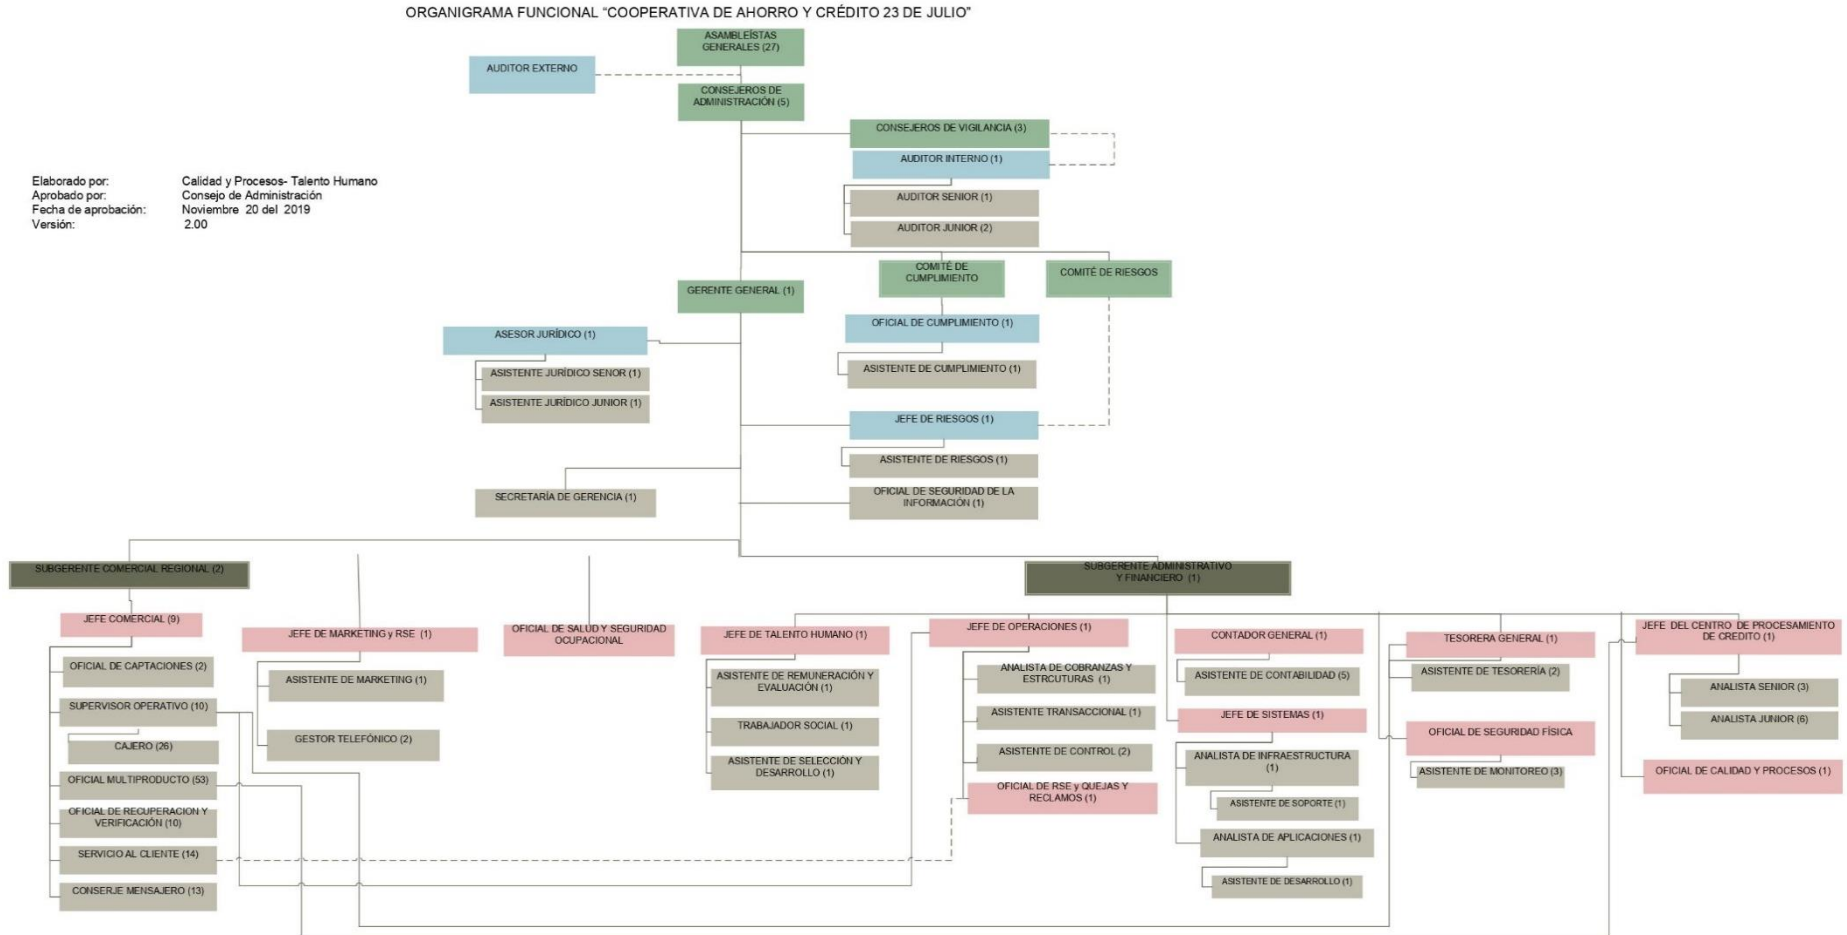 ORGANIGRAMA FUNCIONAL “COOPERATIVA DE AHORRO Y CRÉDITO 23 DE JULIO”
ASAMBLEÍSTAS
GENERALES (27)
AUDITOR EXTERNO
CONSEJEROS DE
ADMINISTRACIÓN (5)
CONSEJEROS DE VIGILANCIA (3)
AUDITOR INTERNO (1)
Elaborado por: Calidad y Procesos- Talento Humano
Aprobado por: Consejo de Administración
Fecha de aprobación: Noviembre 20 del 2019
Versión: 2.00
AUDITOR SENIOR (1)
AUDITOR JUNIOR (2)
COMITÉ DE
CUMPLIMIENTO
COMITÉ DE RIESGOS
GERENTE GENERAL (1)
OFICIAL DE CUMPLIMIENTO (1)
ASESOR JURÍDICO (1)
ASISTENTE DE CUMPLIMIENTO (1)
ASISTENTE JURÍDICO SENOR (1)
ASISTENTE JURÍDICO JUNIOR (1)
JEFE DE RIESGOS (1)
ASISTENTE DE RIESGOS (1)
SECRETARÍA DE GERENCIA (1)
OFICIAL DE SEGURIDAD DE LA
INFORMACIÓN (1)
SUBGERENTE COMERCIAL REGIONAL (2)
SUBGERENTE ADMINISTRATIVO
Y FINANCIERO (1)
JEFE COMERCIAL (9)
OFICIAL DE CAPTACIONES (2)
SUPERVISOR OPERATIVO (10)
CAJERO (26)
OFICIAL MULTIPRODUCTO (53)
OFICIAL DE RECUPERACION Y
VERIFICACIÓN (10)
SERVICIO AL CLIENTE (14)
CONSERJE MENSAJERO (13)
JEFE DE MARKETING y RSE (1)
ASISTENTE DE MARKETING (1)
GESTOR TELEFÓNICO (2)
OFICIAL DE SALUD Y SEGURIDAD
OCUPACIONAL
JEFE DE TALENTO HUMANO (1)
ASISTENTE DE REMUNERACIÓN Y
EVALUACIÓN (1)
TRABAJADOR SOCIAL (1)
ASISTENTE DE SELECCIÓN Y
DESARROLLO (1)
JEFE DE OPERACIONES (1)
ANALISTA DE COBRANZAS Y
ESTRCUTURAS (1)
ASISTENTE TRANSACCIONAL (1)
ASISTENTE DE CONTROL (2)
OFICIAL DE RSE y QUEJAS Y
RECLAMOS (1)
CONTADOR GENERAL (1)
ASISTENTE DE CONTABILIDAD (5)
JEFE DE SISTEMAS (1)
ANALISTA DE INFRAESTRUCTURA
(1)
ASISTENTE DE SOPORTE (1)
ANALISTA DE APLICACIONES (1)
ASISTENTE DE DESARROLLO (1)
TESORERA GENERAL (1)
ASISTENTE DE TESORERÍA (2)
OFICIAL DE SEGURIDAD FÍSICA
ASISTENTE DE MONITOREO (3)
JEFE DEL CENTRO DE PROCESAMIENTO
DE CREDITO (1)
ANALISTA SENIOR (3)
ANALISTA JUNIOR (6)
OFICIAL DE CALIDAD Y PROCESOS (1)